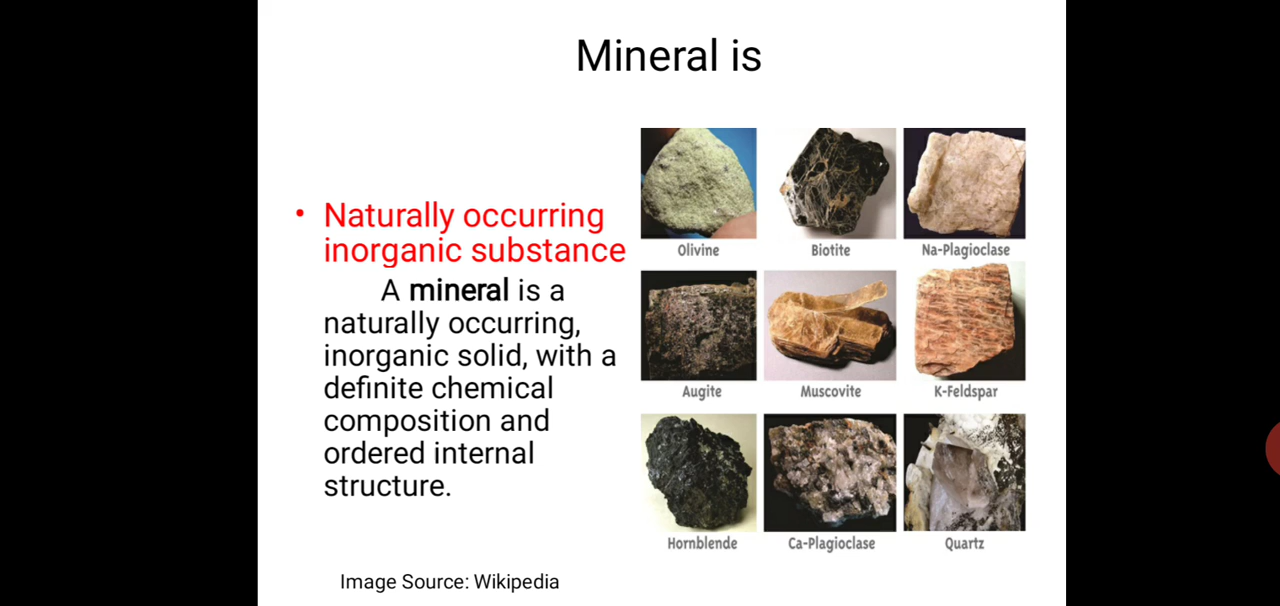 Mineral is
• Naturally occurring
inorganic substance
A mineral is a
naturally occurring,
inorganic solid, with a
definite chemical
composition and
ordered internal
structure.
Olivine Biotite Na-Plagioclase
Augite Muscovite K-Feldspar
Hornblende Ca-Plagioclase Quartz
Image Source: Wikipedia